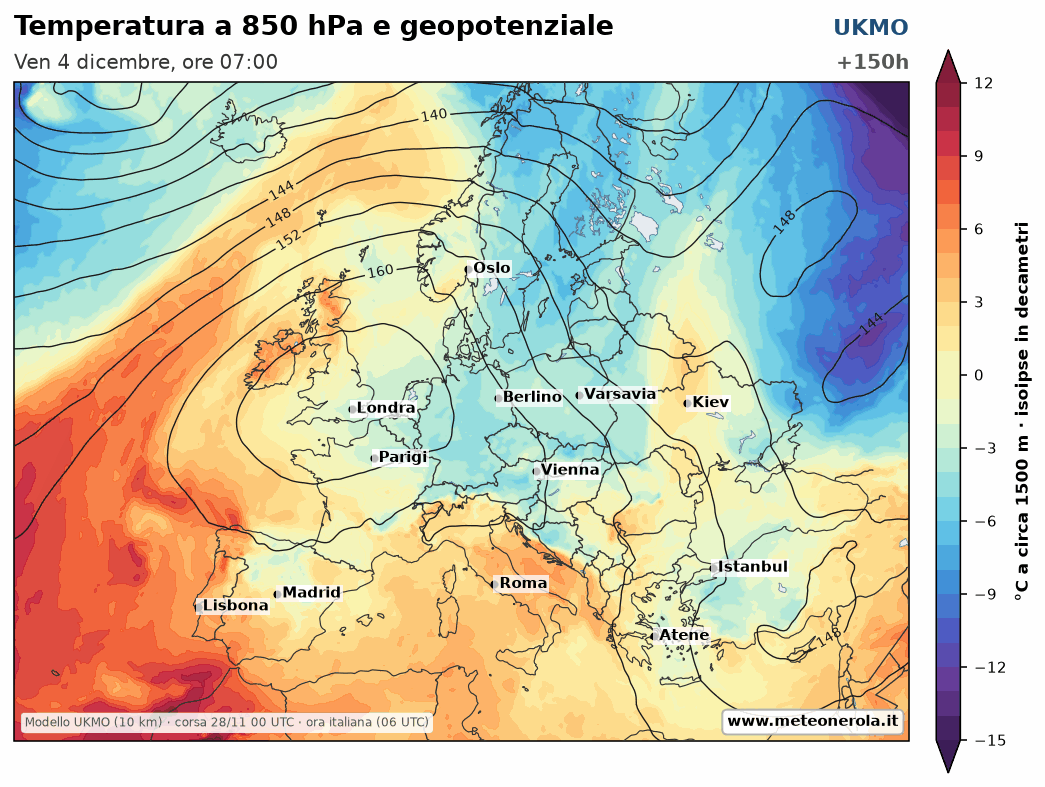 Temperatura a 850 hPa e geopotenziale
UKMO
Ven 4 dicembre, ore 07:00
+150h
140
144
148
152
160
148
144
148
Oslo
Londra
Berlino
Varsavia
Kiev
Parigi
Vienna
Istanbul
Roma
Madrid
Lisbona
Atene
12
9
6
3
0
−3
−6
−9
−12
−15
°C a circa 1500 m · isoipse in decametri
Modello UKMO (10 km) · corsa 28/11 00 UTC · ora italiana (06 UTC)
www.meteonerola.it